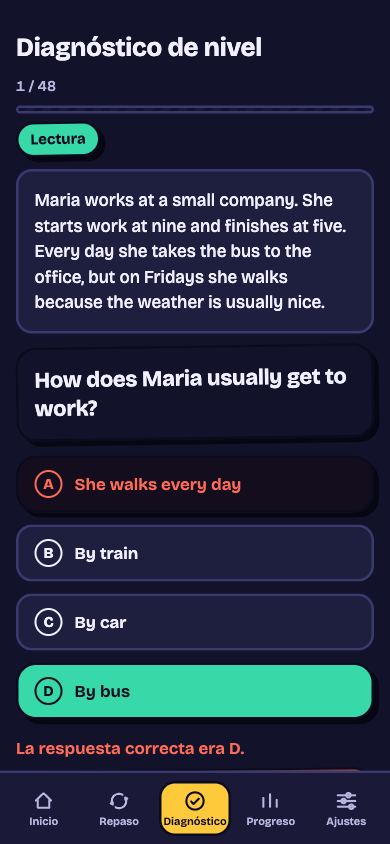 Diagnóstico de nivel
1 / 48
Lectura
Maria works at a small company. She
starts work at nine and finishes at five.
Every day she takes the bus to the
office, but on Fridays she walks
because the weather is usually nice.
How does Maria usually get to
work?
A She walks every day
B By train
C By car
D By bus
La respuesta correcta era D.
Inicio
Repaso
Diagnóstico
Progreso
Ajustes